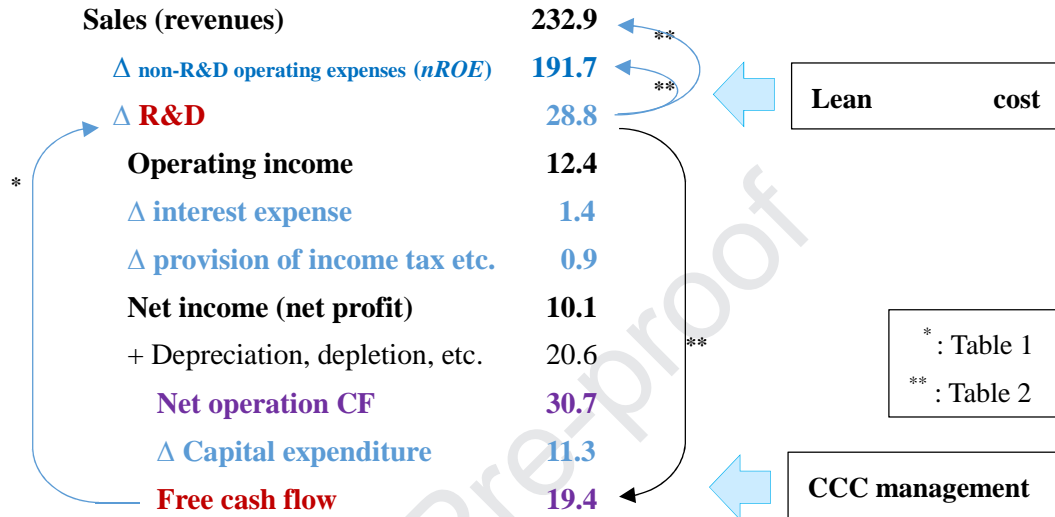 Sales (revenues) 232.9
**
Δ non-R&D operating expenses (nROE) 191.7
**
Δ R&D 28.8
Lean cost
Operating income 12.4
*
Δ interest expense 1.4
Δ provision of income tax etc. 0.9
Net income (net profit) 10.1
+ Depreciation, depletion, etc. 20.6
**
* : Table 1
** : Table 2
Net operation CF 30.7
Δ Capital expenditure 11.3
Free cash flow 19.4
CCC management
Pre-proof